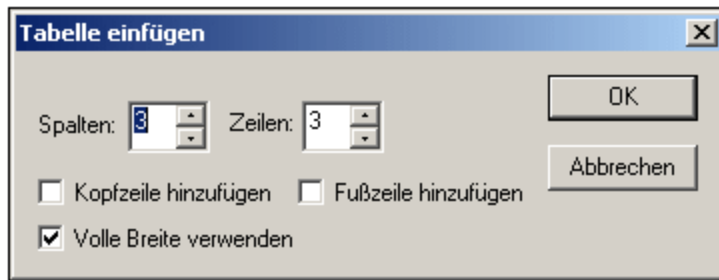 Tabelle einfügen
Spalten: 3 Zeilen: 3 OK
Abbrechen
Kopfzeile hinzufügen Fußzeile hinzufügen
Volle Breite verwenden